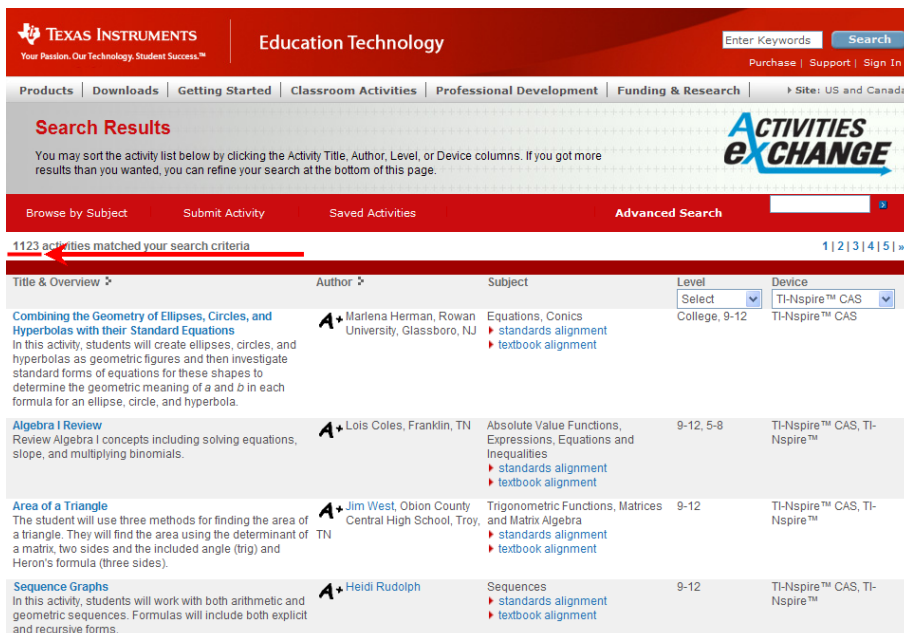 TEXAS INSTRUMENTS
Your Passion. Our Technology. Student Success.™
Education Technology
Enter Keywords Search
Purchase | Support | Sign In
Products | Downloads | Getting Started | Classroom Activities | Professional Development | Funding & Research | Site: US and Canada
Search Results
You may sort the activity list below by clicking the Activity Title, Author, Level, or Device columns. If you got more
results than you wanted, you can refine your search at the bottom of this page.
ACTIVITIES
eXCHANGE
Browse by Subject Submit Activity Saved Activities Advanced Search
1123 activities matched your search criteria 1 | 2 | 3 | 4 | 5 | »
Title & Overview Author Subject Level Device
Select TI-Nspire™ CAS
Combining the Geometry of Ellipses, Circles, and
Hyperbolas with their Standard Equations
In this activity, students will create ellipses, circles, and
hyperbolas as geometric figures and then investigate
standard forms of equations for these shapes to
determine the geometric meaning of a and b in each
formula for an ellipse, circle, and hyperbola.
A+ Marlena Herman, Rowan
University, Glassboro, NJ
Equations, Conics
standards alignment
textbook alignment
College, 9-12
TI-Nspire™ CAS
Algebra I Review
Review Algebra I concepts including solving equations,
slope, and multiplying binomials.
A+ Lois Coles, Franklin, TN
Absolute Value Functions,
Expressions, Equations and
Inequalities
standards alignment
textbook alignment
9-12, 5-8
TI-Nspire™ CAS, TI-
Nspire™
Area of a Triangle
The student will use three methods for finding the area of
a triangle. They will find the area using the determinant of
a matrix, two sides and the included angle (trig) and
Heron's formula (three sides).
A+ Jim West, Obion County
Central High School, Troy,
TN
Trigonometric Functions, Matrices
and Matrix Algebra
standards alignment
textbook alignment
9-12
TI-Nspire™ CAS, TI-
Nspire™
Sequence Graphs
In this activity, students will work with both arithmetic and
geometric sequences. Formulas will include both explicit
and recursive forms.
A+ Heidi Rudolph
Sequences
standards alignment
textbook alignment
9-12
TI-Nspire™ CAS, TI-
Nspire™